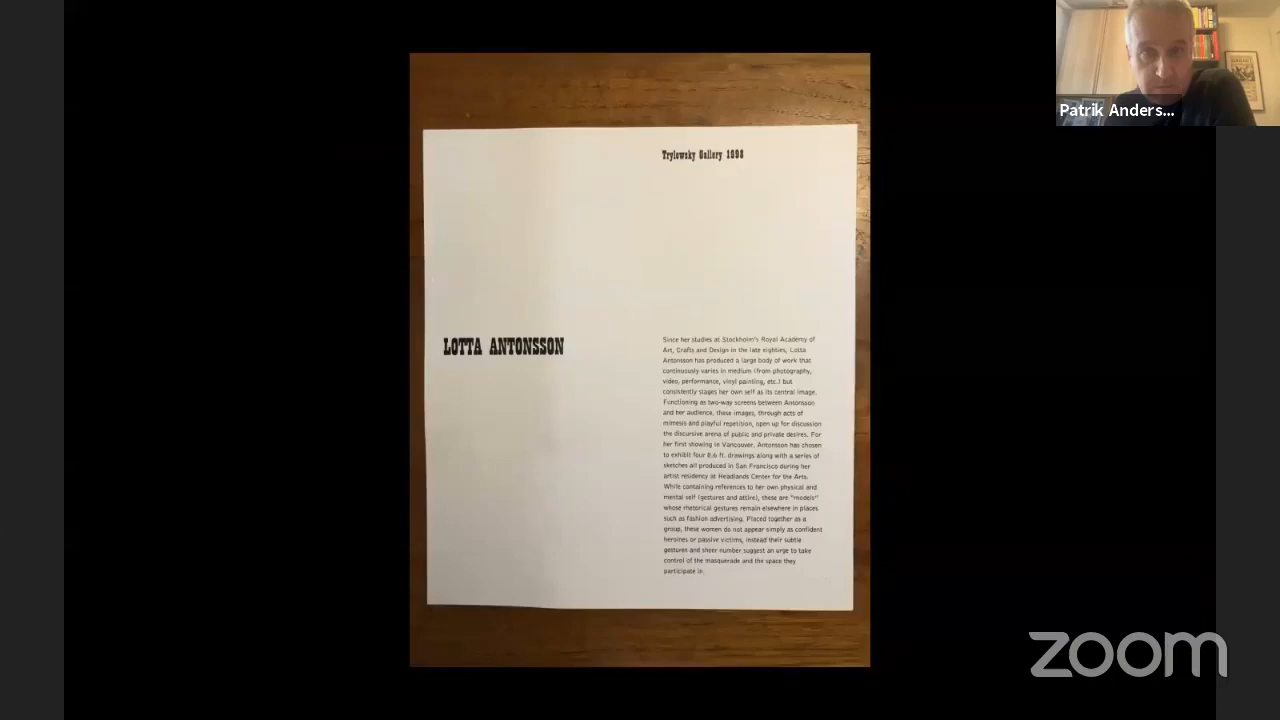 Patrik Anders...
Trylowsky Gallery 1998
LOTTA ANTONSSON
Since her studies at Stockholm's Royal Academy of
Art, Crafts and Design in the late eighties, Lotta
Antonsson has produced a large body of work that
continuously varies in medium (from photography,
video, performance, vinyl painting, etc.) but
consistently stages her own self as its central image.
Functioning as two-way screens between Antonsson
and her audience, these images, through acts of
mimesis and playful repetition, open up for discussion
the discursive arena of public and private desires. For
her first showing in Vancouver, Antonsson has chosen
to exhibit four 8.6 ft. drawings along with a series of
sketches all produced in San Francisco during her
artist residency at Headlands Center for the Arts.
While containing references to her own physical and
mental self (gestures and attire), these are "models"
whose rhetorical gestures remain elsewhere in places
such as fashion advertising. Placed together as a
group, these women do not appear simply as confident
heroines or passive victims, instead their subtle
gestures and sheer number suggest an urge to take
control of the masquerade and the space they
participate in.
zoom